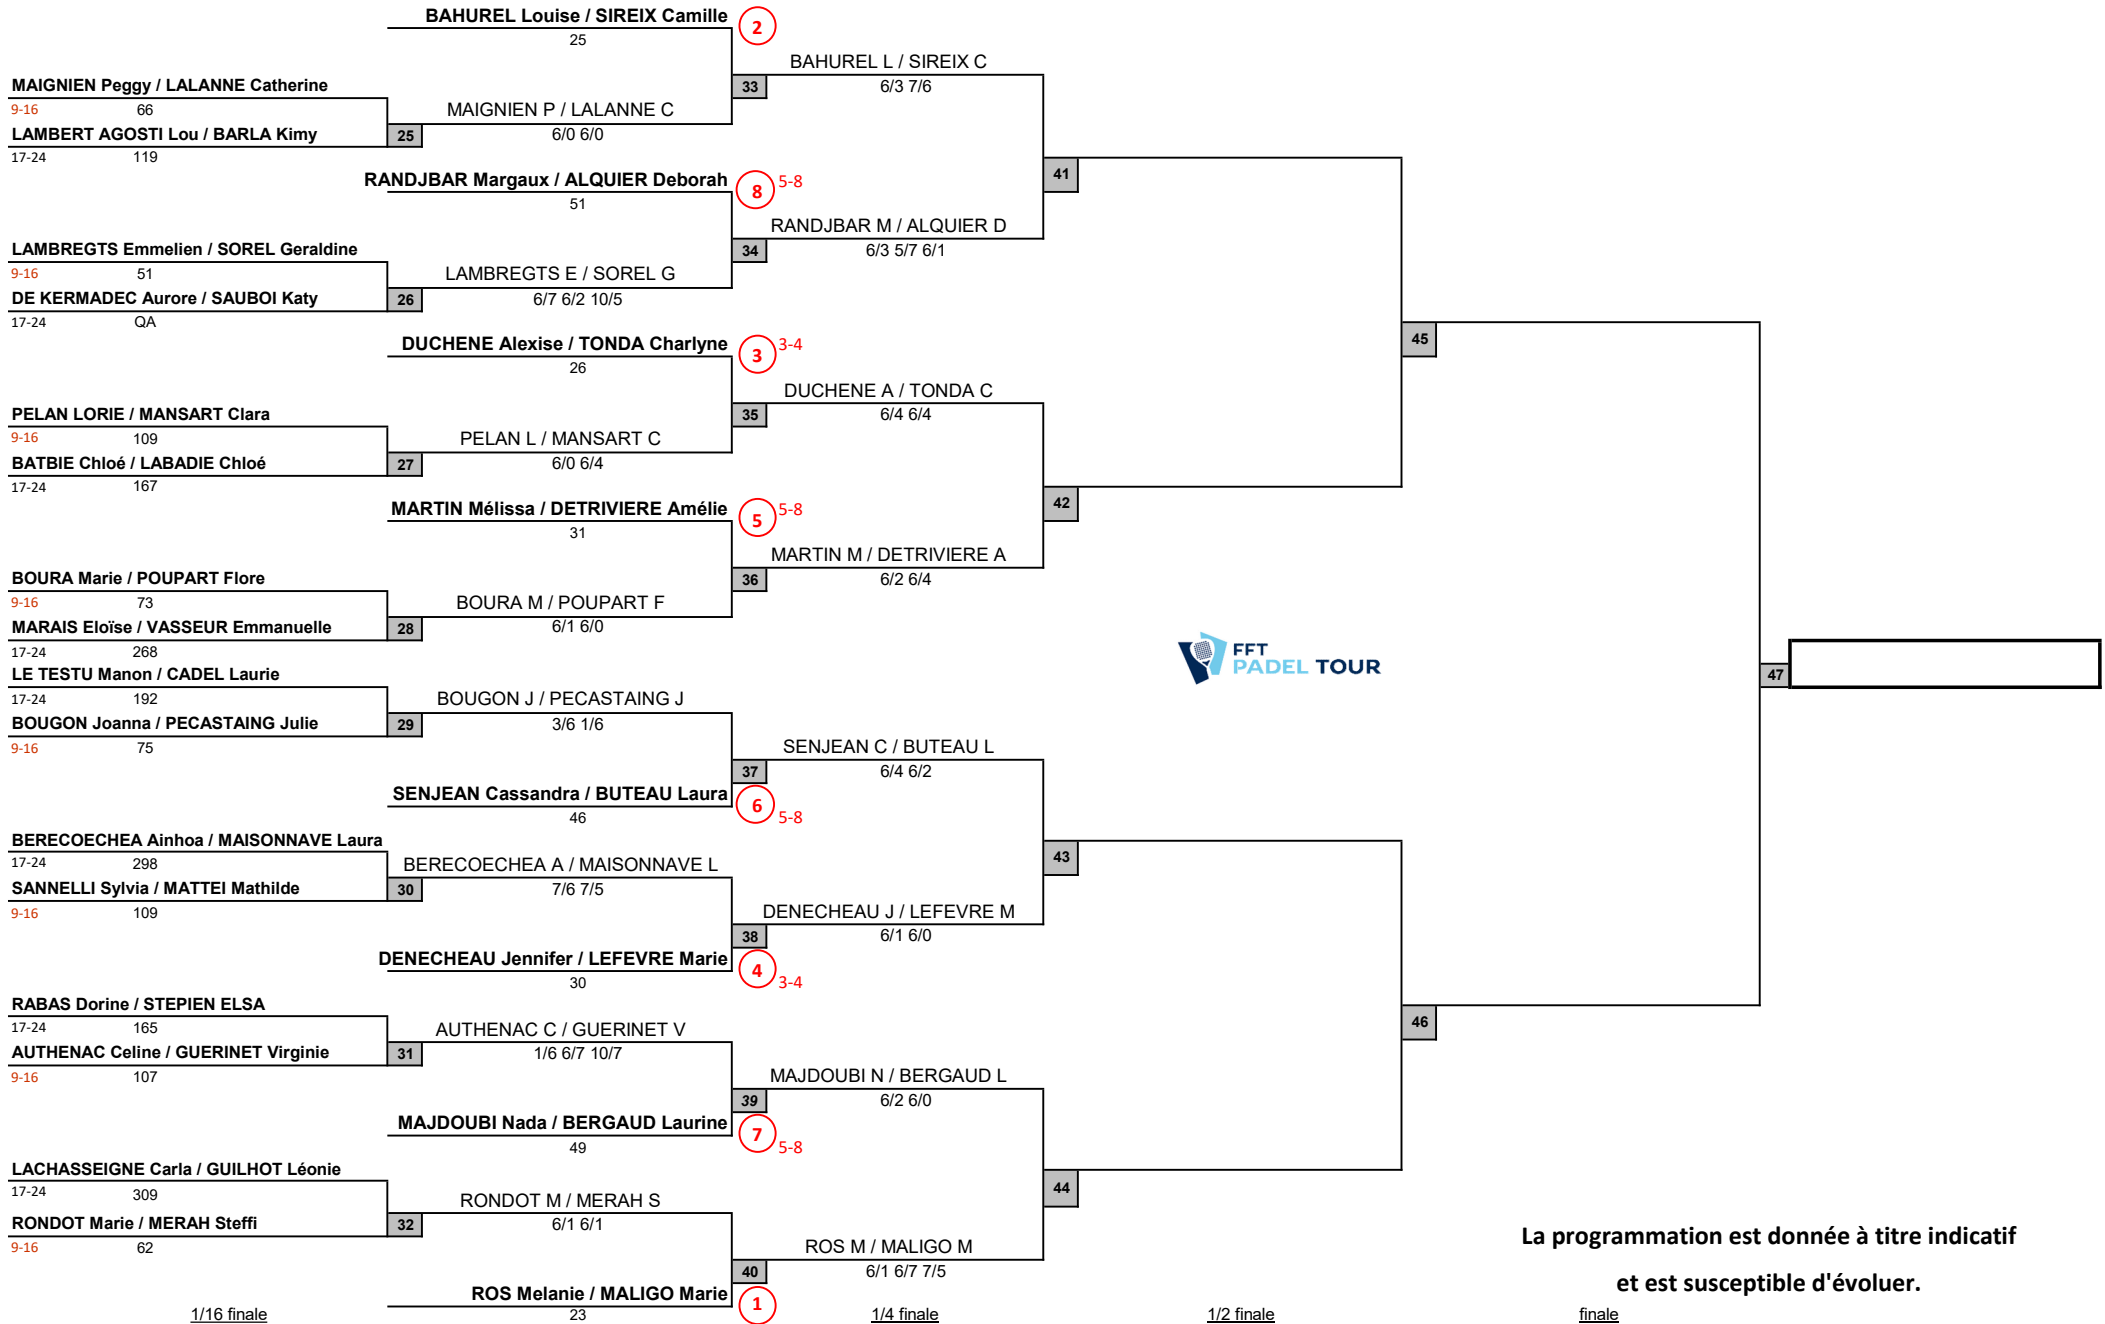 BAHUREL Louise / SIREIX Camille
2
25
BAHUREL L / SIREIX C
MAIGNIEN Peggy / LALANNE Catherine
33
6/3 7/6
9-16
66
MAIGNIEN P / LALANNE C
LAMBERT AGOSTI Lou / BARLA Kimy
25
6/0 6/0
17-24
119
RANDJBAR Margaux / ALQUIER Deborah
8
5-8
41
51
RANDJBAR M / ALQUIER D
LAMBREGTS Emmelien / SOREL Geraldine
34
6/3 5/7 6/1
9-16
51
LAMBREGTS E / SOREL G
DE KERMADEC Aurore / SAUBOI Katy
26
6/7 6/2 10/5
17-24
QA
DUCHENE Alexise / TONDA Charlyne
3
3-4
45
26
DUCHENE A / TONDA C
PELAN LORIE / MANSART Clara
35
6/4 6/4
9-16
109
PELAN L / MANSART C
BATBIE Chloé / LABADIE Chloé
27
6/0 6/4
17-24
167
MARTIN Mélissa / DETRIVIERE Amélie
5
5-8
42
31
MARTIN M / DETRIVIERE A
BOURA Marie / POUPART Flore
36
6/2 6/4
9-16
73
BOURA M / POUPART F
MARAIS Eloïse / VASSEUR Emmanuelle
28
6/1 6/0
17-24
268
FFT
PADEL TOUR
47
LE TESTU Manon / CADEL Laurie
17-24
192
BOUGON J / PECASTAING J
BOUGON Joanna / PECASTAING Julie
29
3/6 1/6
9-16
75
SENJEAN C / BUTEAU L
37
6/4 6/2
SENJEAN Cassandra / BUTEAU Laura
6
5-8
46
BERECOECHEA Ainhoa / MAISONNAVE Laura
17-24
298
BERECOECHEA A / MAISONNAVE L
43
SANNELLI Sylvia / MATTEI Mathilde
30
7/6 7/5
9-16
109
DENECHEAU J / LEFEVRE M
38
6/1 6/0
DENECHEAU Jennifer / LEFEVRE Marie
4
3-4
30
RABAS Dorine / STEPIEN ELSA
17-24
165
AUTHENAC C / GUERINET V
46
AUTHENAC Celine / GUERINET Virginie
31
1/6 6/7 10/7
9-16
107
MAJDOUBI N / BERGAUD L
39
6/2 6/0
MAJDOUBI Nada / BERGAUD Laurine
7
5-8
49
LACHASSEIGNE Carla / GUILHOT Léonie
17-24
309
RONDOT M / MERAH S
44
RONDOT Marie / MERAH Steffi
32
6/1 6/1
9-16
62
ROS M / MALIGO M
40
6/1 6/7 7/5
La programmation est donnée à titre indicatif
et est susceptible d'évoluer.
ROS Melanie / MALIGO Marie
1
23
1/16 finale
1/4 finale
1/2 finale
finale